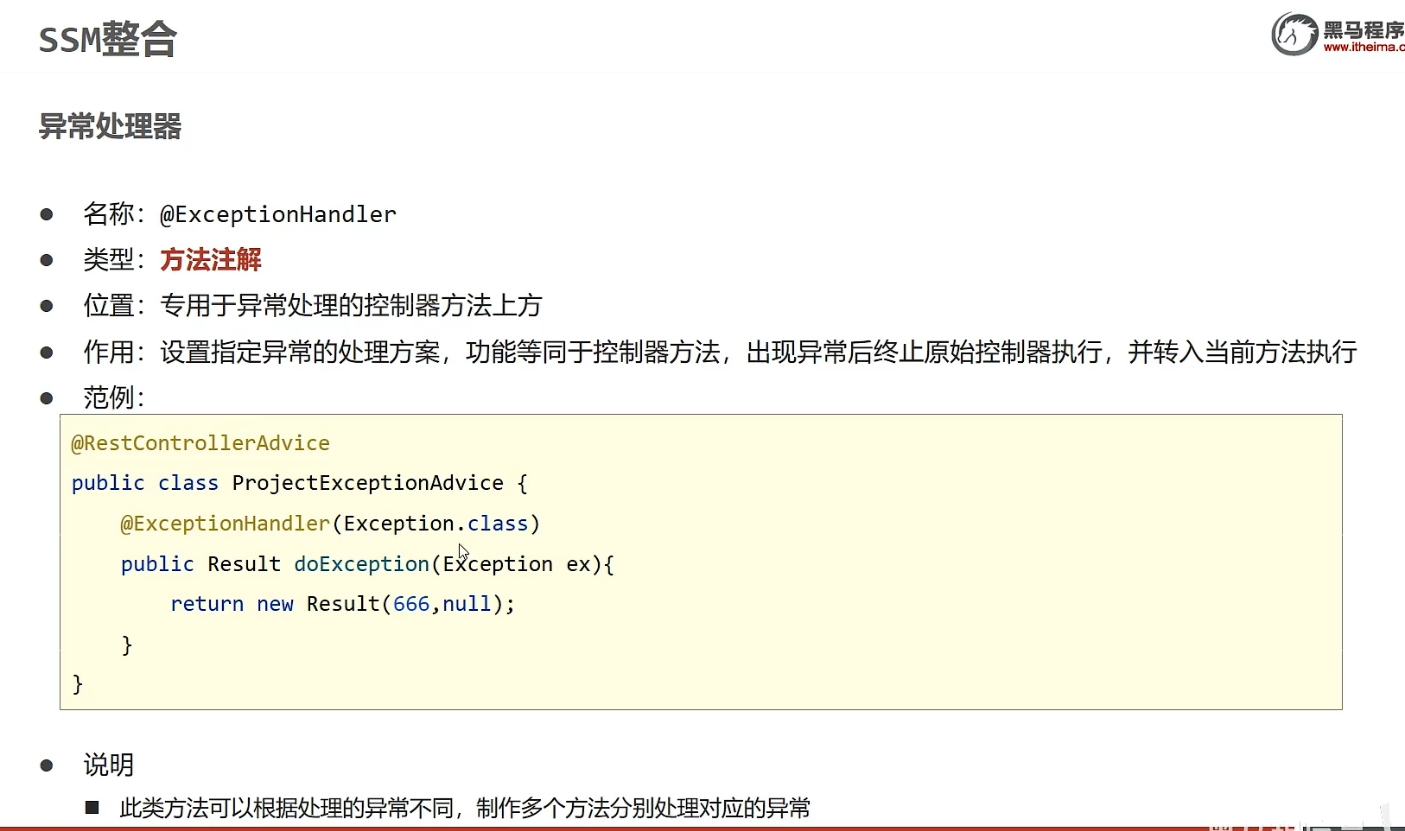 SSM整合
黑马程序
www.itheima.c
异常处理器
● 名称：@ExceptionHandler
● 类型：方法注解
● 位置：专用于异常处理的控制器方法上方
● 作用：设置指定异常的处理方案，功能等同于控制器方法，出现异常后终止原始控制器执行，并转入当前方法执行
● 范例：
@RestControllerAdvice
public class ProjectExceptionAdvice {
    @ExceptionHandler(Exception.class)
    public Result doException(Exception ex){
        return new Result(666,null);
    }
}
● 说明
■ 此类方法可以根据处理的异常不同，制作多个方法分别处理对应的异常